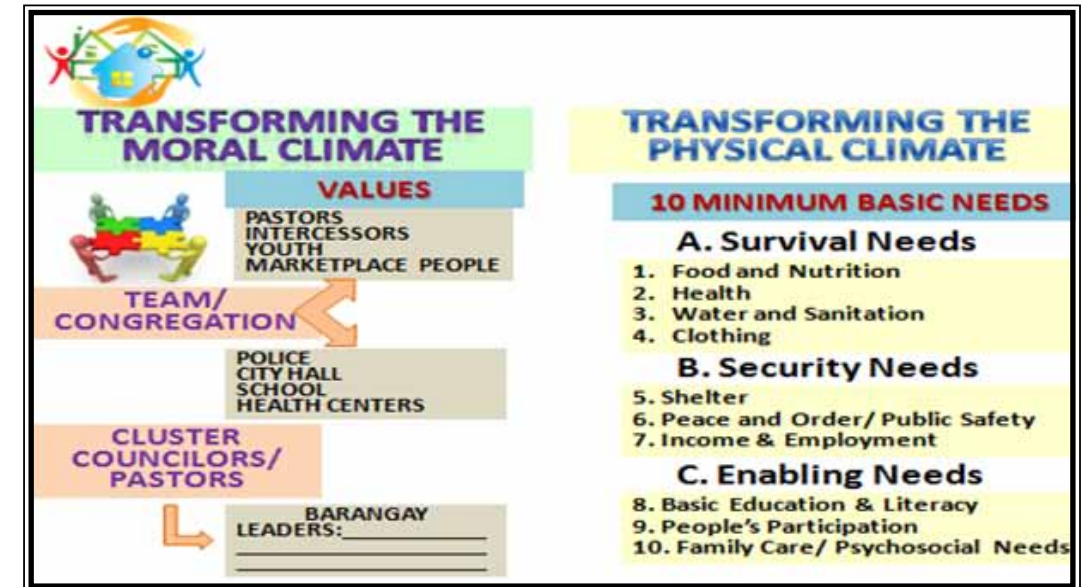 TRANSFORMING THE
MORAL CLIMATE
VALUES
PASTORS
INTERCESSORS
YOUTH
MARKETPLACE PEOPLE
TEAM/
CONGREGATION
POLICE
CITY HALL
SCHOOL
HEALTH CENTERS
CLUSTER
COUNCILORS/
PASTORS
BARANGAY
LEADERS:____________
TRANSFORMING THE
PHYSICAL CLIMATE
10 MINIMUM BASIC NEEDS
A. Survival Needs
1. Food and Nutrition
2. Health
3. Water and Sanitation
4. Clothing
B. Security Needs
5. Shelter
6. Peace and Order/ Public Safety
7. Income & Employment
C. Enabling Needs
8. Basic Education & Literacy
9. People's Participation
10. Family Care/ Psychosocial Needs